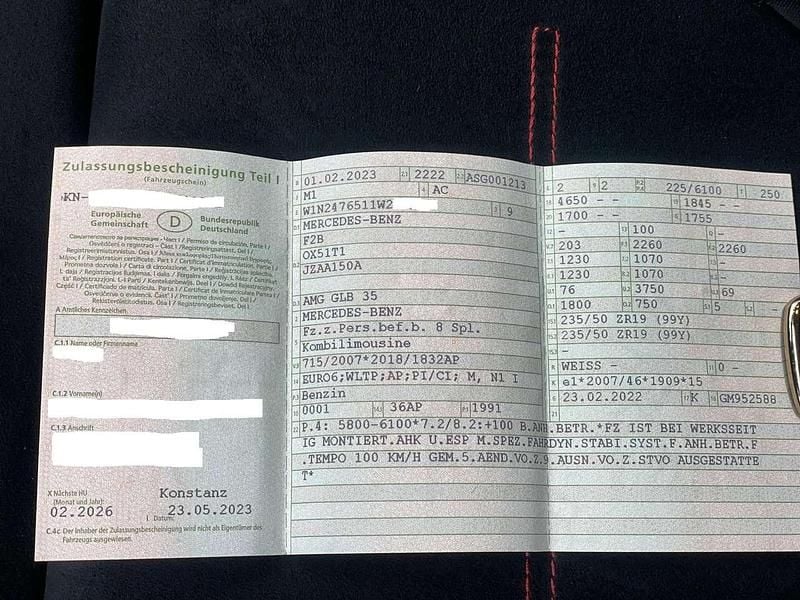 Zulassungsbescheinigung Teil I
(Fahrzeugschein)
KN-
Europäische
Gemeinschaft
D
Bundesrepublik
Deutschland
A Amtliches Kennzeichen
C.1.1 Name oder Firmenname
C.1.2 Vorname(n)
C.1.3 Anschrift
X Nächste HU
(Monat und Jahr):
02.2026
Konstanz
Datum: 23.05.2023
C.4c Der Inhaber der Zulassungsbescheinigung wird nicht als Eigentümer des
Fahrzeugs ausgewiesen.
01.02.2023 2222 ASG001213
M1 AC
W1N2476511W2 9
MERCEDES-BENZ
F2B
OX51T1
JZAA150A
AMG GLB 35
MERCEDES-BENZ
Fz.z.Pers.bef.b. 8 Spl.
Kombilimousine
715/2007*2018/1832AP
EURO6;WLTP;AP;PI/CI; M, N1 I
Benzin
0001 36AP 1991
2 2 225/6100 250
4650 - - 1845 - -
1700 - - 1755
- 100 -
203 2260 2260
1230 1070 -
1230 1070 -
76 3750 69
1800 750 5 -
235/50 ZR19 (99Y)
235/50 ZR19 (99Y)
-
WEISS - 0 -
e1*2007/46*1909*15
23.02.2022 K GM952588
P.4: 5800-6100*7.2/8.2:+100 B.ANH.BETR.*FZ IST BEI WERKSSEIT
IG MONTIERT.AHK U.ESP M.SPEZ.FAHRDYN.STABI.SYST.F.ANH.BETR.F
.TEMPO 100 KM/H GEM.5.AEND.VO.Z.9.AUSN.VO.Z.STVO AUSGESTATTE
T*